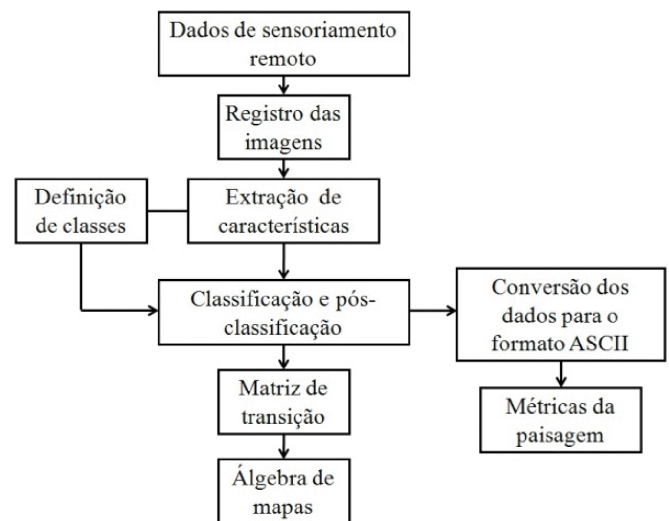 Dados de sensoriamento
remoto
Registro das
imagens
Definição
de classes
Extração de
características
Classificação e pós-
classificação
Conversão dos
dados para o
formato ASCII
Matriz de
transição
Métricas da
paisagem
Álgebra de
mapas